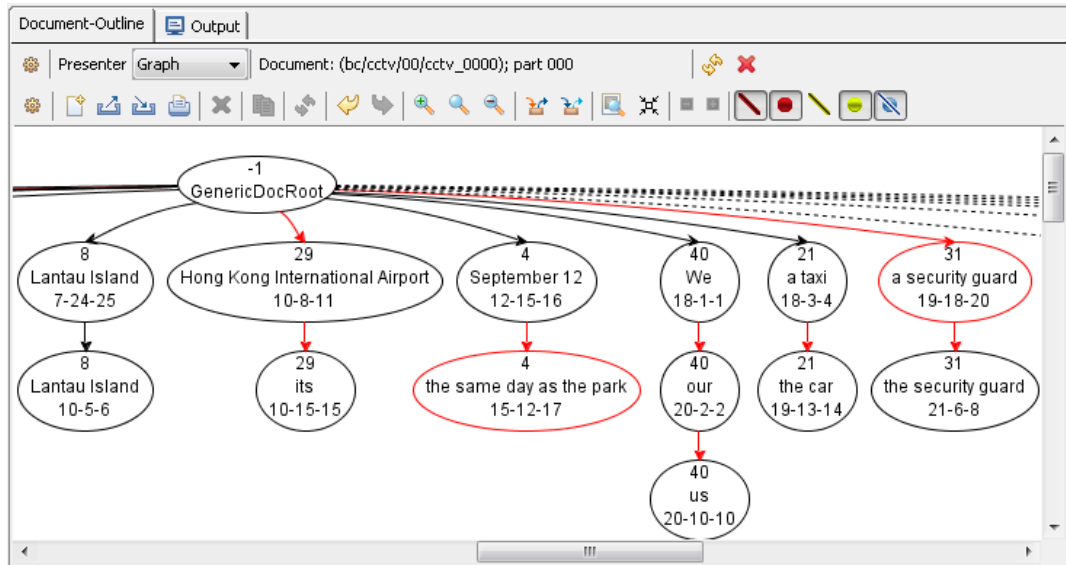 Document-Outline Output
Presenter Graph Document: (bc/cctv/00/cctv_0000); part 000
-1
GenericDocRoot
8
Lantau Island
7-24-25
29
Hong Kong International Airport
10-8-11
4
September 12
12-15-16
40
We
18-1-1
21
a taxi
18-3-4
31
a security guard
19-18-20
8
Lantau Island
10-5-6
29
its
10-15-15
4
the same day as the park
15-12-17
40
our
20-2-2
21
the car
19-13-14
31
the security guard
21-6-8
40
us
20-10-10